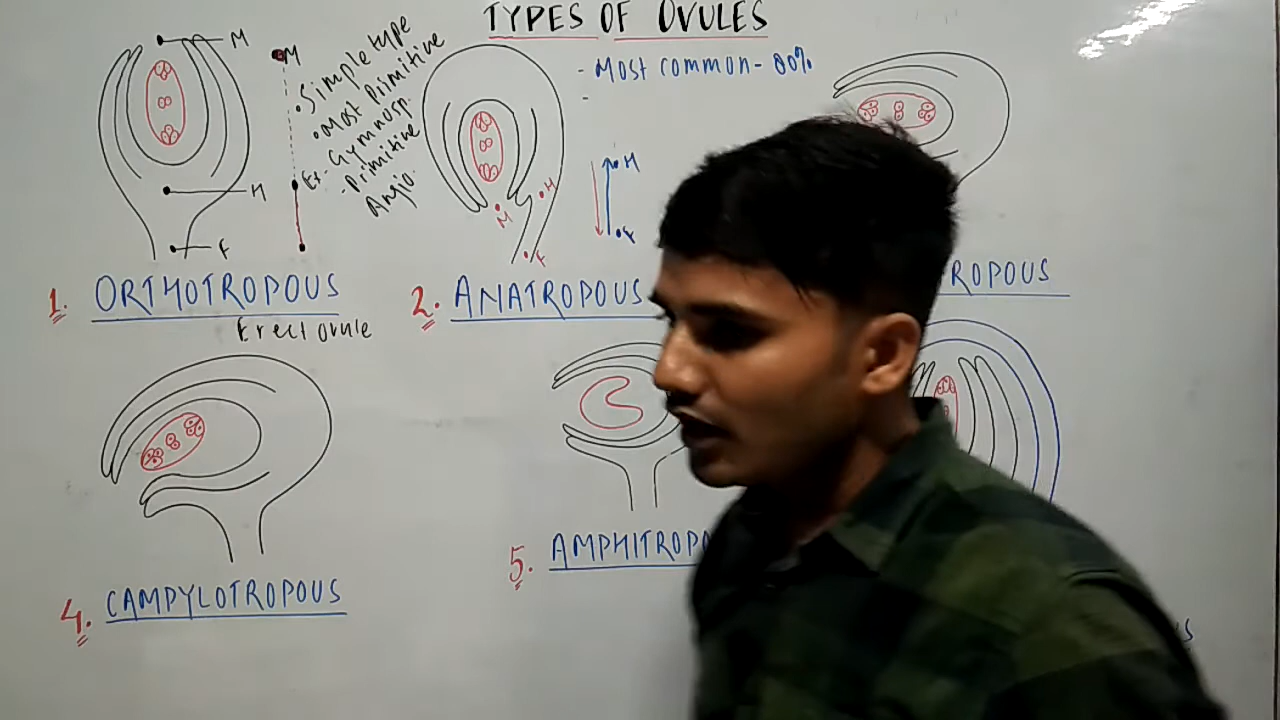 TYPES OF OVULES
M
H
F
M
• Simple type
• Most Primitive
Ex- Gymnosp.
- Primitive
Angio.
1. ORTHOTROPOUS
Erect ovule
- Most common - 80%
-
M
H
F
H
F
2. ANATROPOUS
ROPOUS
4. CAMPYLOTROPOUS
5. AMPHITROPO
S